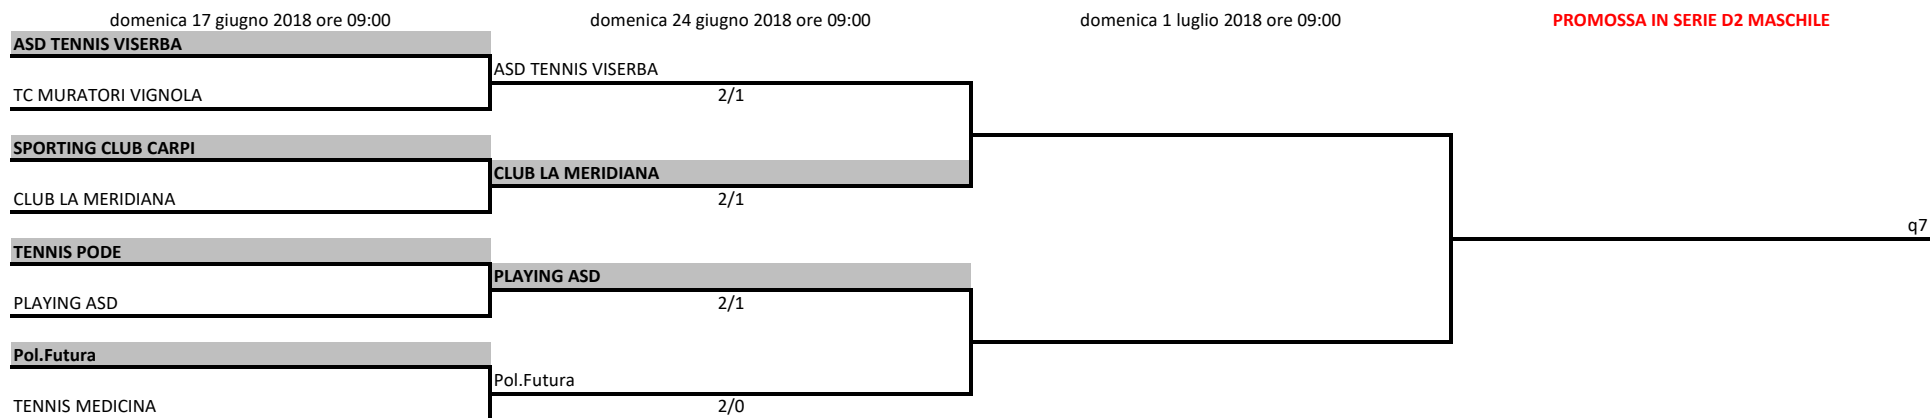 domenica 17 giugno 2018 ore 09:00
domenica 24 giugno 2018 ore 09:00
domenica 1 luglio 2018 ore 09:00
PROMOSSA IN SERIE D2 MASCHILE
ASD TENNIS VISERBA
ASD TENNIS VISERBA
TC MURATORI VIGNOLA
2/1
SPORTING CLUB CARPI
CLUB LA MERIDIANA
CLUB LA MERIDIANA
2/1
q7
TENNIS PODE
PLAYING ASD
PLAYING ASD
2/1
Pol.Futura
Pol.Futura
TENNIS MEDICINA
2/0